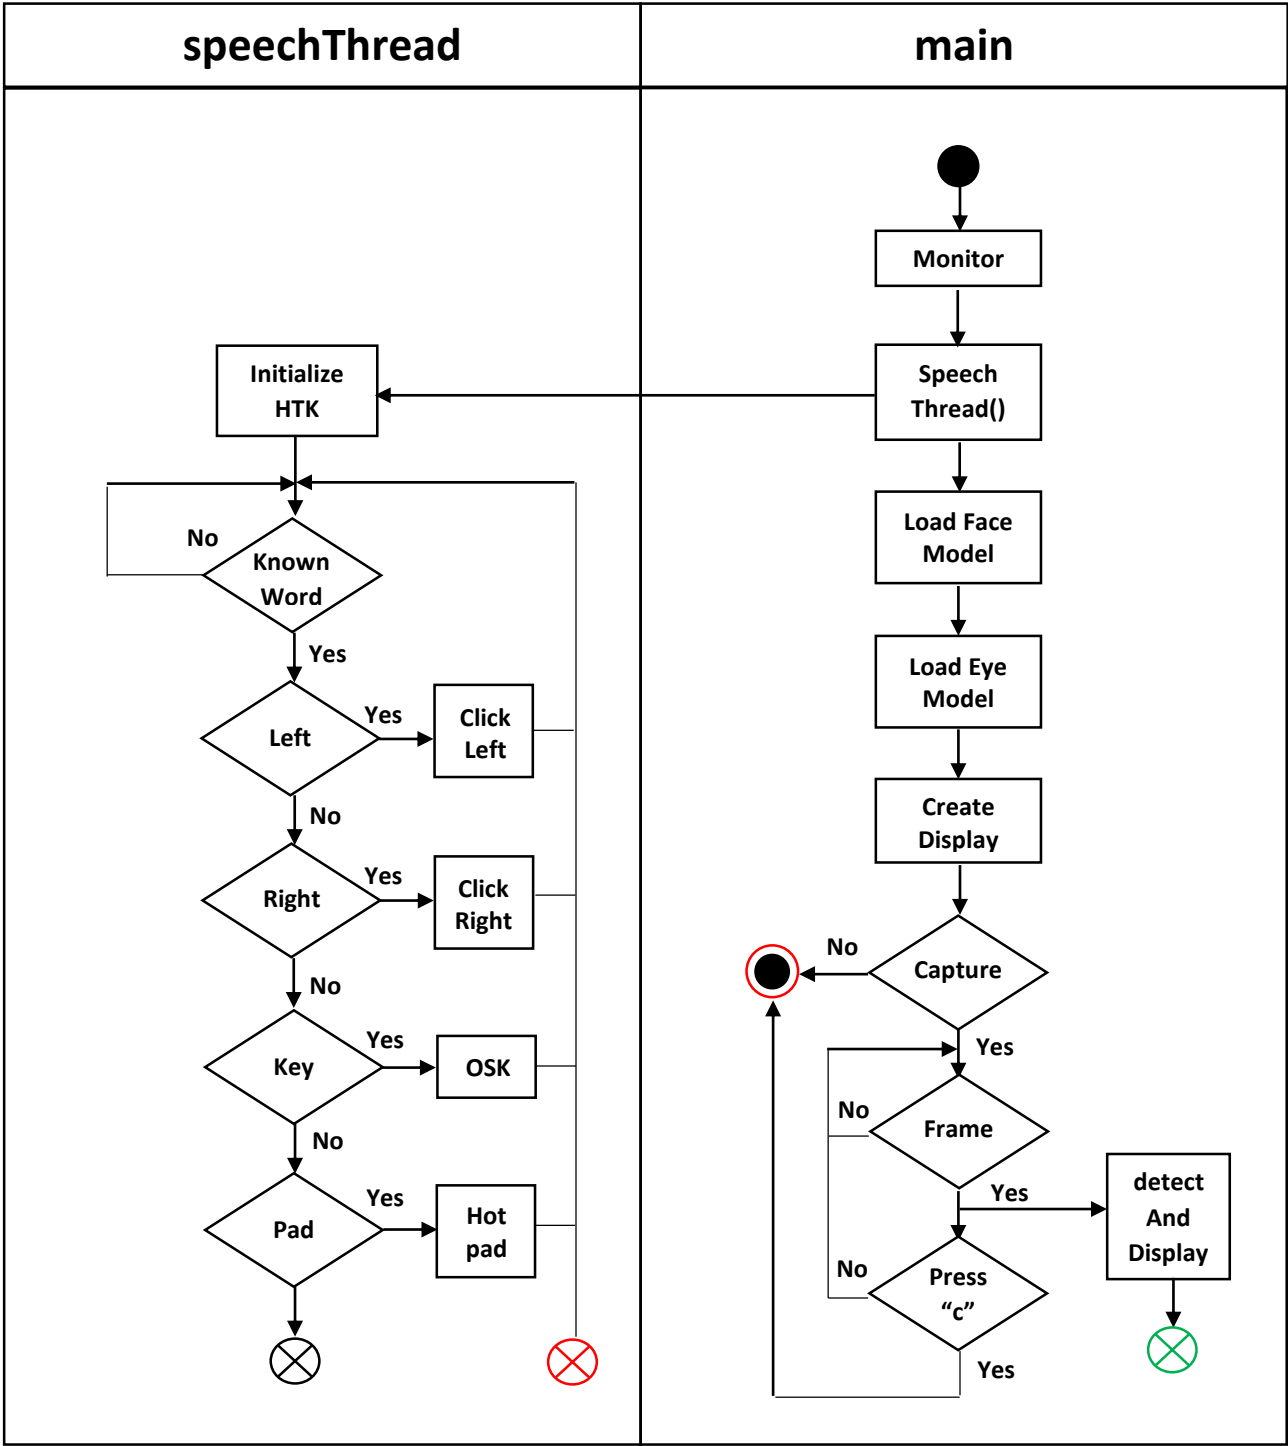 speechThread
main
Monitor
Initialize
HTK
Speech
Thread()
No
Known
Word
Load Face
Model
Yes
Load Eye
Model
Left
Yes
Click
Left
No
Create
Display
Right
Yes
Click
Right
No
No
Capture
Yes
Key
Yes
OSK
No
No
Frame
Yes
detect
And
Display
Pad
Yes
Hot
pad
No
Press
“c”
Yes